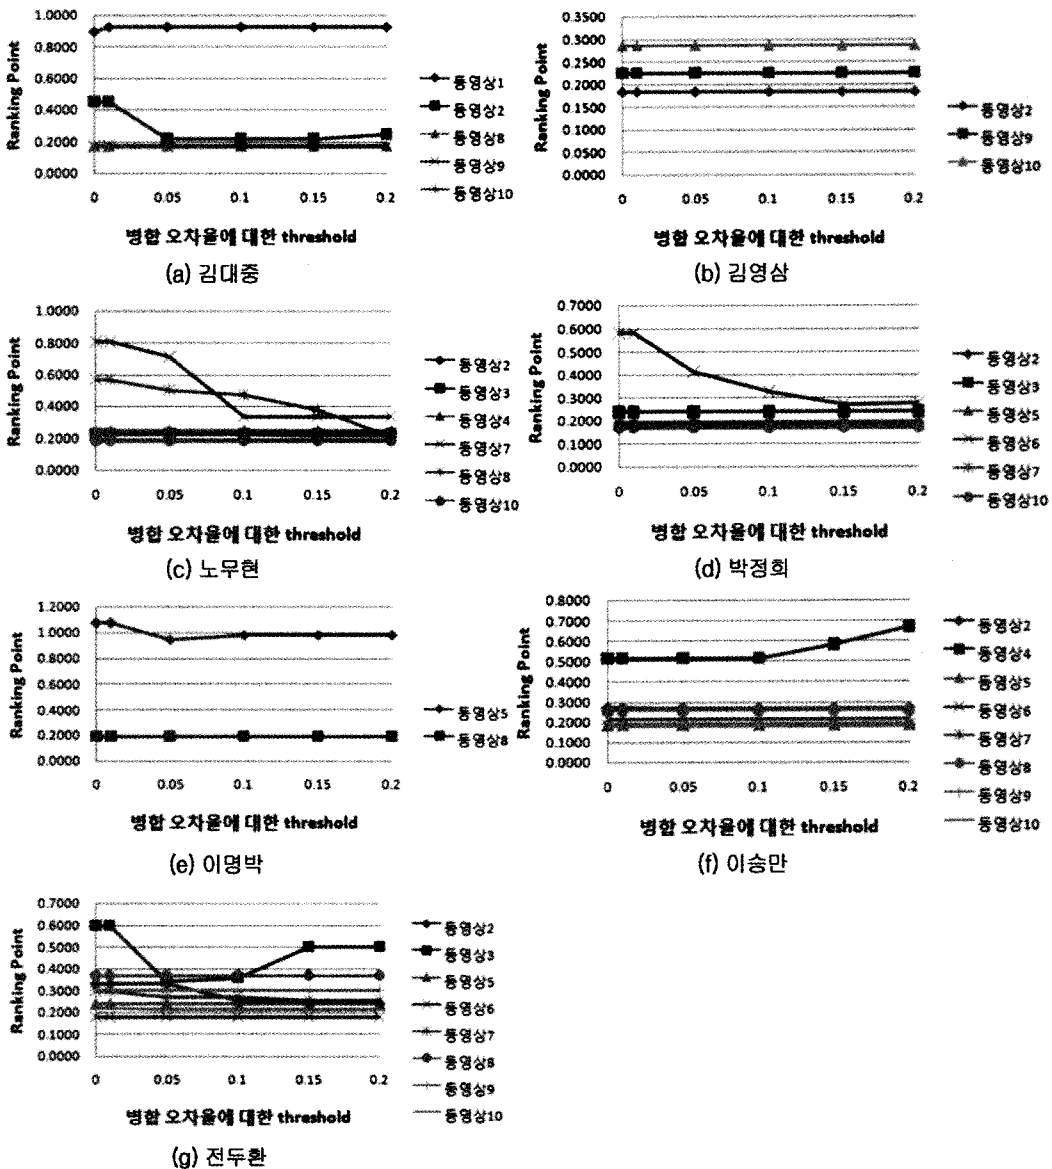 1.0000
0.8000
0.6000
0.4000
0.2000
0.0000
Ranking Point
0 0.05 0.1 0.15 0.2
병합 오차율에 대한 threshold
동영상1
동영상2
동영상8
동영상9
동영상10
(a) 김대중
0.3500
0.3000
0.2500
0.2000
0.1500
0.1000
0.0500
0.0000
Ranking Point
0 0.05 0.1 0.15 0.2
병합 오차율에 대한 threshold
동영상2
동영상9
동영상10
(b) 김영삼
1.0000
0.8000
0.6000
0.4000
0.2000
0.0000
Ranking Point
0 0.05 0.1 0.15 0.2
병합 오차율에 대한 threshold
동영상2
동영상3
동영상4
동영상7
동영상8
동영상10
(c) 노무현
0.7000
0.6000
0.5000
0.4000
0.3000
0.2000
0.1000
0.0000
Ranking Point
0 0.05 0.1 0.15 0.2
병합 오차율에 대한 threshold
동영상2
동영상3
동영상5
동영상6
동영상7
동영상10
(d) 박정희
1.2000
1.0000
0.8000
0.6000
0.4000
0.2000
0.0000
Ranking Point
0 0.05 0.1 0.15 0.2
병합 오차율에 대한 threshold
동영상5
동영상8
(e) 이명박
0.8000
0.7000
0.6000
0.5000
0.4000
0.3000
0.2000
0.1000
0.0000
Ranking Point
0 0.05 0.1 0.15 0.2
병합 오차율에 대한 threshold
동영상2
동영상4
동영상5
동영상6
동영상7
동영상8
동영상9
동영상10
(f) 이승만
0.7000
0.6000
0.5000
0.4000
0.3000
0.2000
0.1000
0.0000
Ranking Point
0 0.05 0.1 0.15 0.2
병합 오차율에 대한 threshold
동영상2
동영상3
동영상5
동영상6
동영상7
동영상8
동영상9
동영상10
(g) 전두환